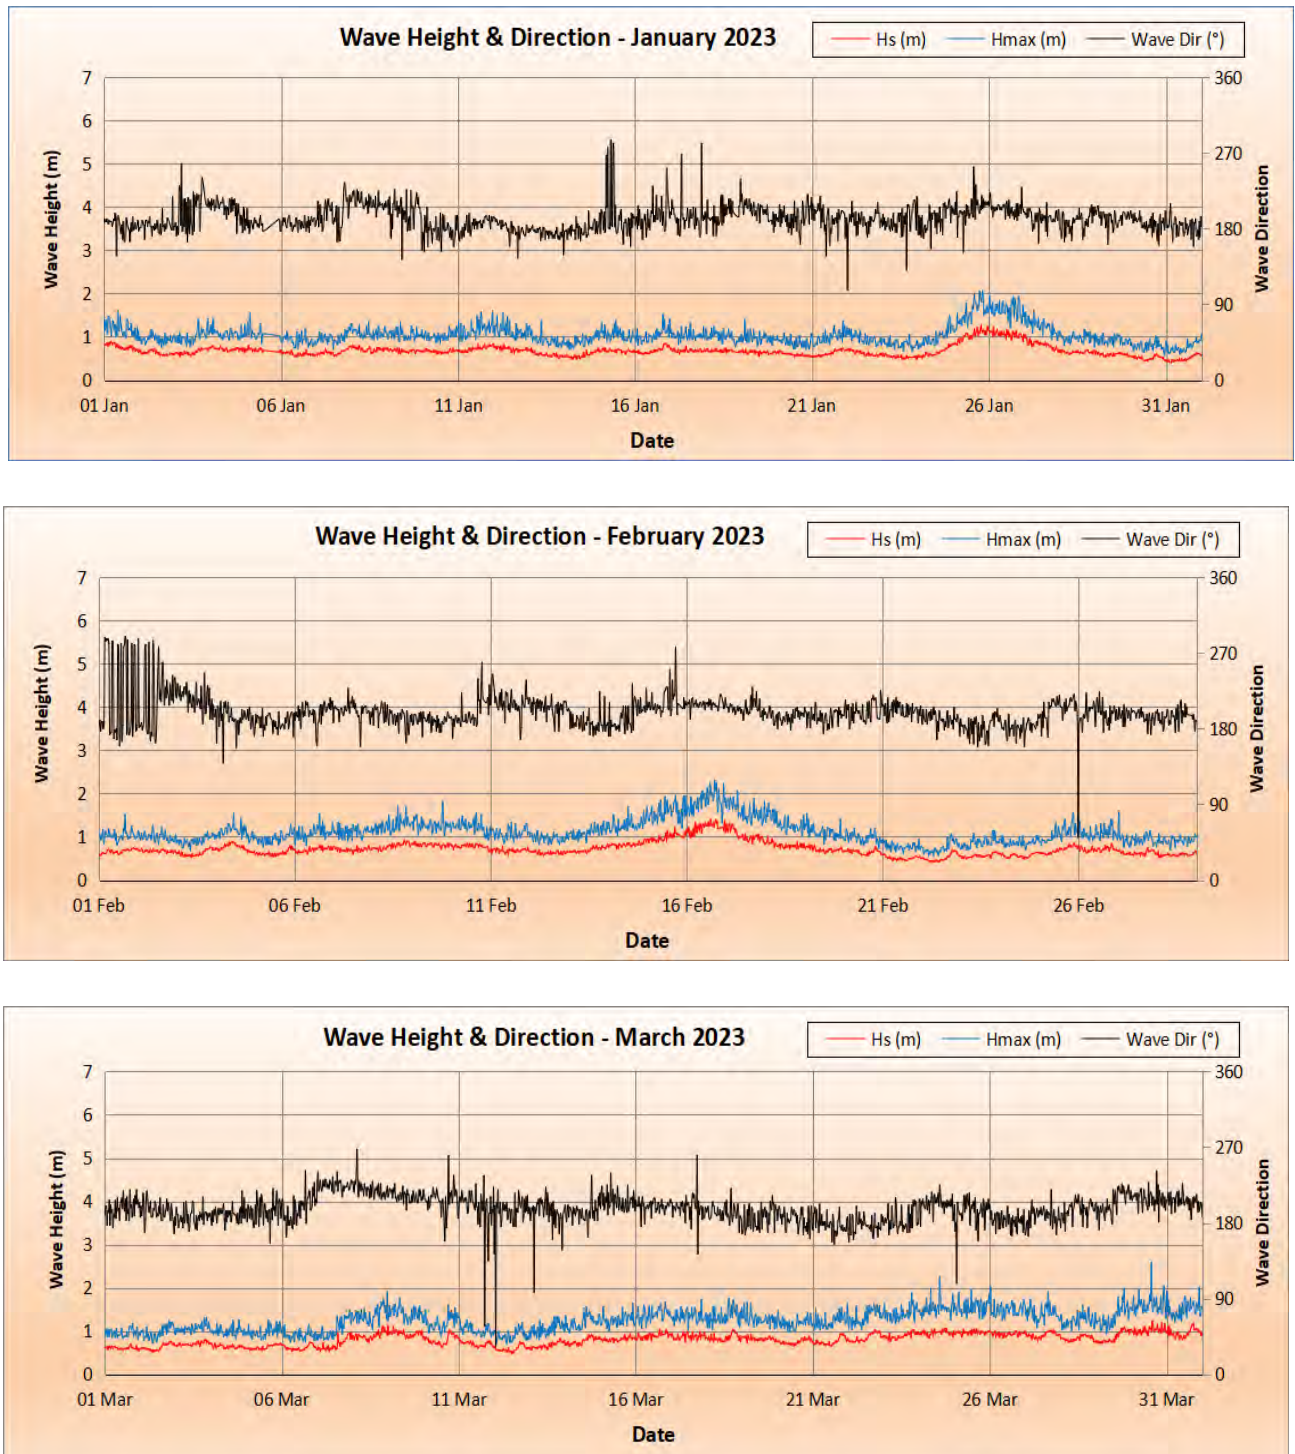 Wave Height & Direction - January 2023
Hs (m) Hmax (m) Wave Dir (°)
Wave Height (m)
7
6
5
4
3
2
1
0
360
270
180
90
0
Wave Direction
01 Jan 06 Jan 11 Jan 16 Jan 21 Jan 26 Jan 31 Jan
Date
Wave Height & Direction - February 2023
Hs (m) Hmax (m) Wave Dir (°)
Wave Height (m)
7
6
5
4
3
2
1
0
360
270
180
90
0
Wave Direction
01 Feb 06 Feb 11 Feb 16 Feb 21 Feb 26 Feb
Date
Wave Height & Direction - March 2023
Hs (m) Hmax (m) Wave Dir (°)
Wave Height (m)
7
6
5
4
3
2
1
0
360
270
180
90
0
Wave Direction
01 Mar 06 Mar 11 Mar 16 Mar 21 Mar 26 Mar 31 Mar
Date